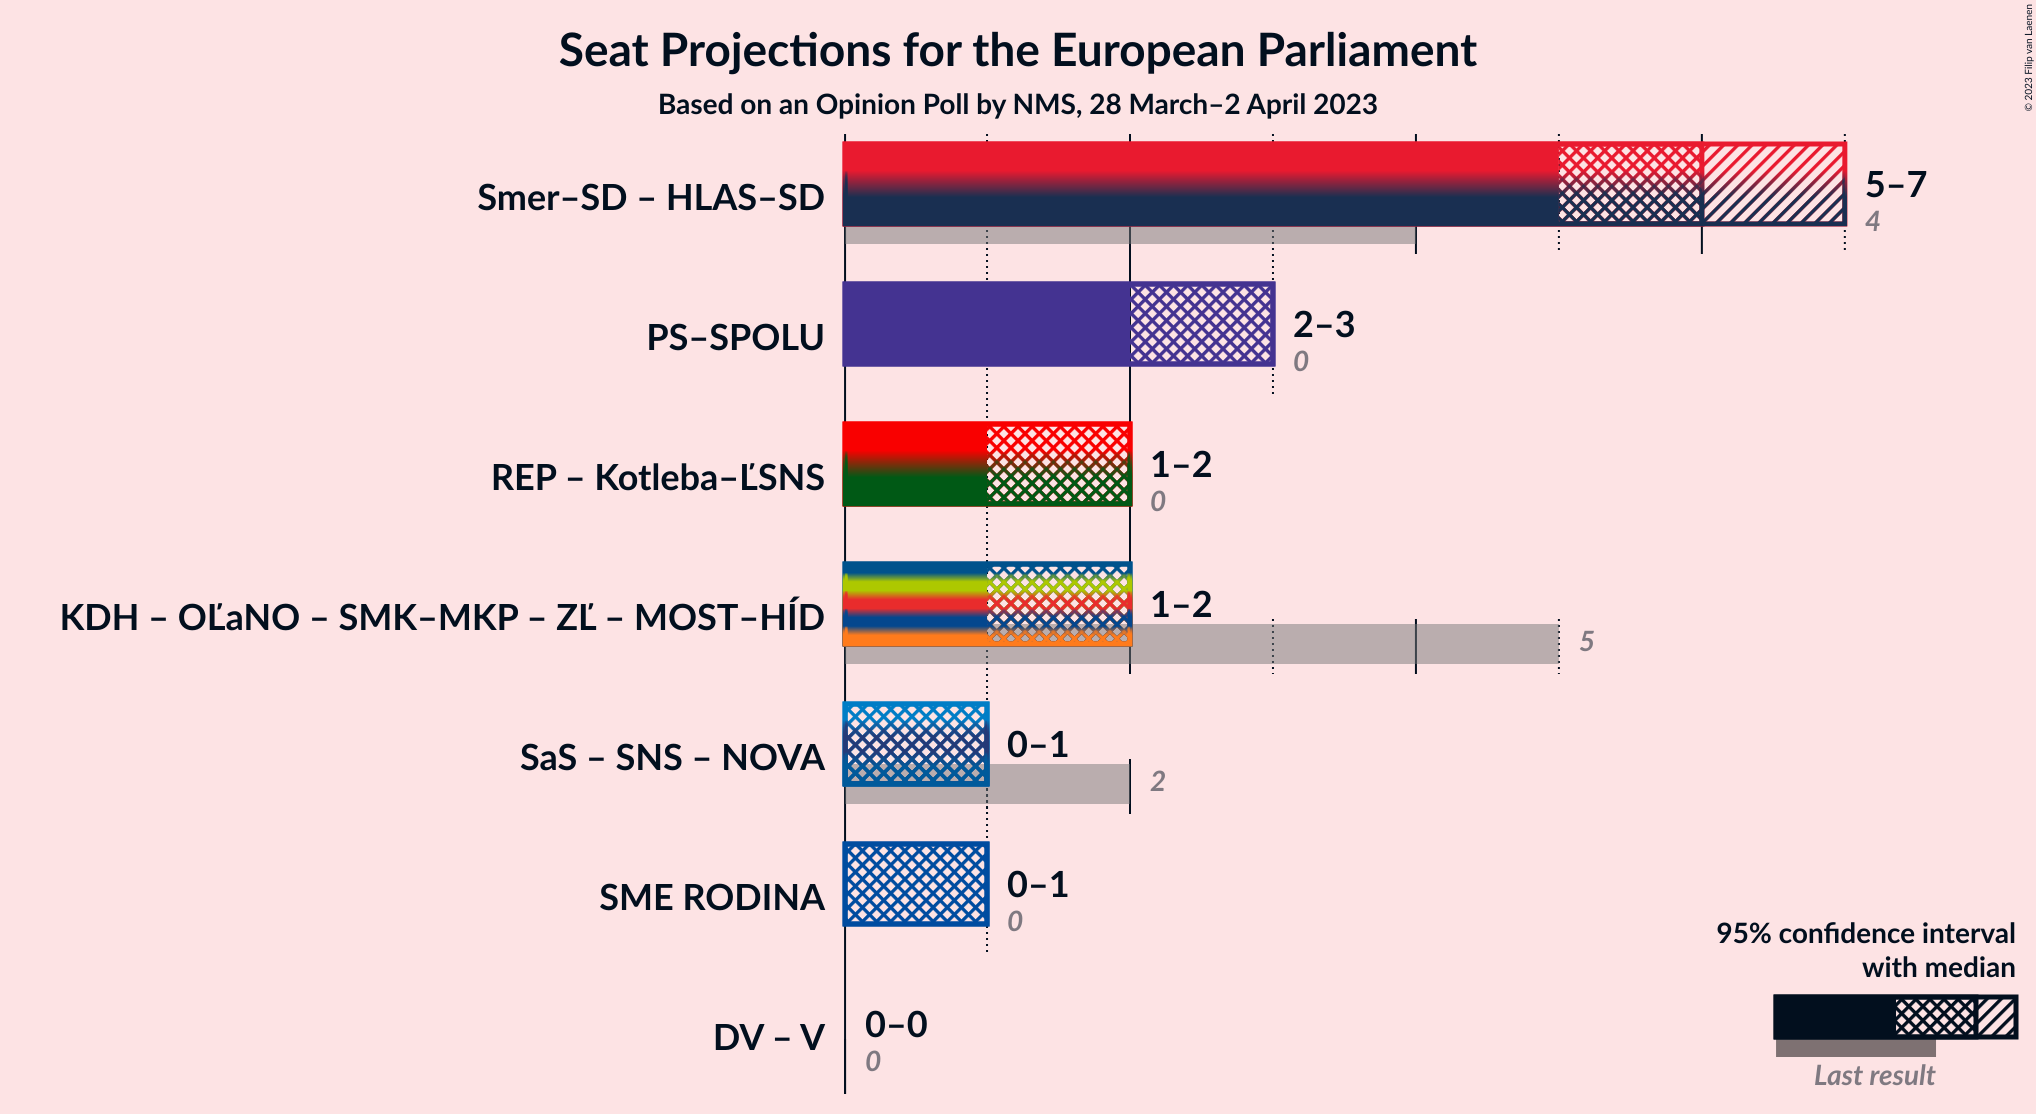 Seat Projections for the European Parliament
Based on an Opinion Poll by NMS, 28 March–2 April 2023
© 2023 Filip van Laenen
Smer–SD – HLAS–SD
5–7
4
PS–SPOLU
2–3
0
REP – Kotleba–ĽSNS
1–2
0
KDH – OĽaNO – SMK–MKP – ZĽ – MOST–HÍD
1–2
5
SaS – SNS – NOVA
0–1
2
SME RODINA
0–1
0
DV – V
0–0
0
95% confidence interval
with median
Last result